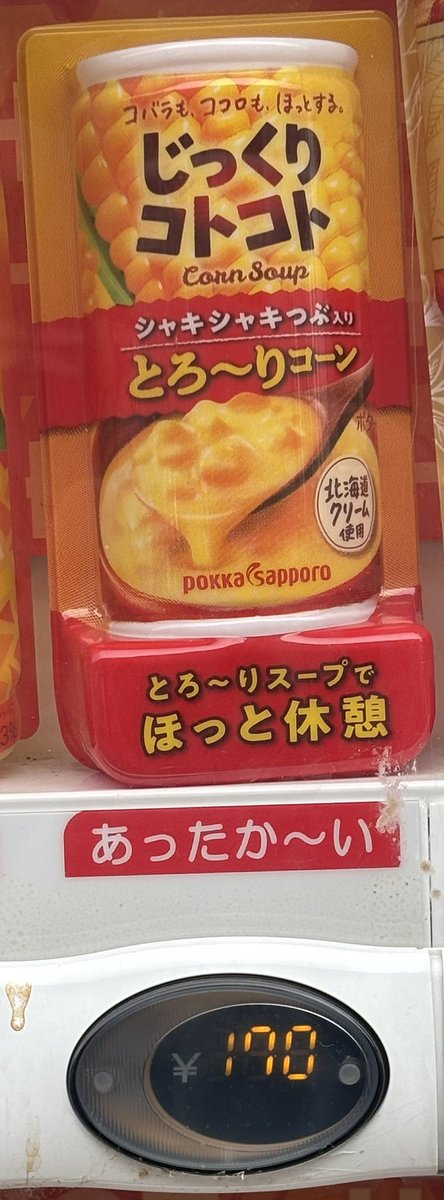 コバラも、ココロも、ほっとする。
じっくり
コトコト
Corn Soup
シャキシャキつぶ入り
とろ〜りコーン
ポタ
北海道
クリーム
使用
pokka sapporo
とろ〜りスープで
ほっと休憩
あったか〜い
¥ 170